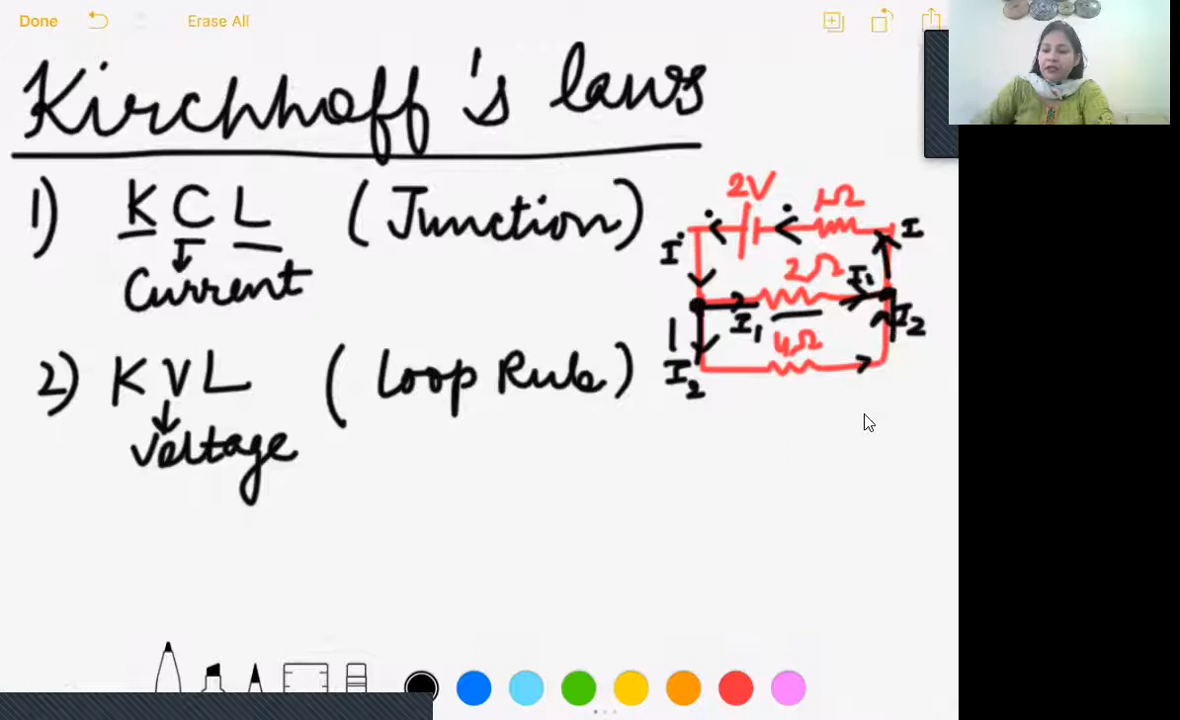 Done
Erase All
Kirchhoff's laws
1) KCL (Junction)
Current
2) KVL (Loop Rule)
Voltage
2V
1Ω
I
I
2Ω
I1
I1
I2
4Ω
I2